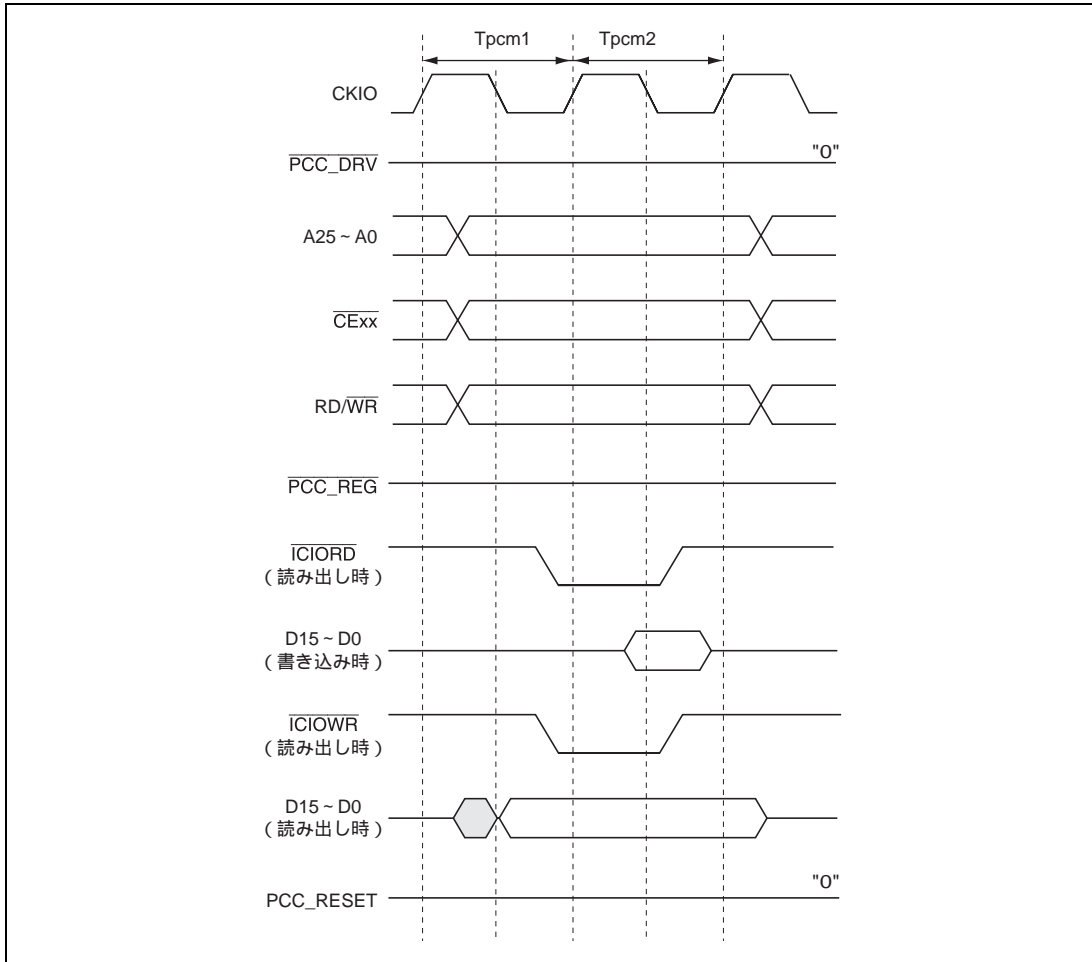 Tpcm1 Tpcm2
CKIO
PCC_DRV "0"
A25 ~ A0
CExx
RD/WR
PCC_REG
ICIORD
(読み出し時)
D15 ~ D0
(書き込み時)
ICIOWR
(読み出し時)
D15 ~ D0
(読み出し時)
PCC_RESET "0"